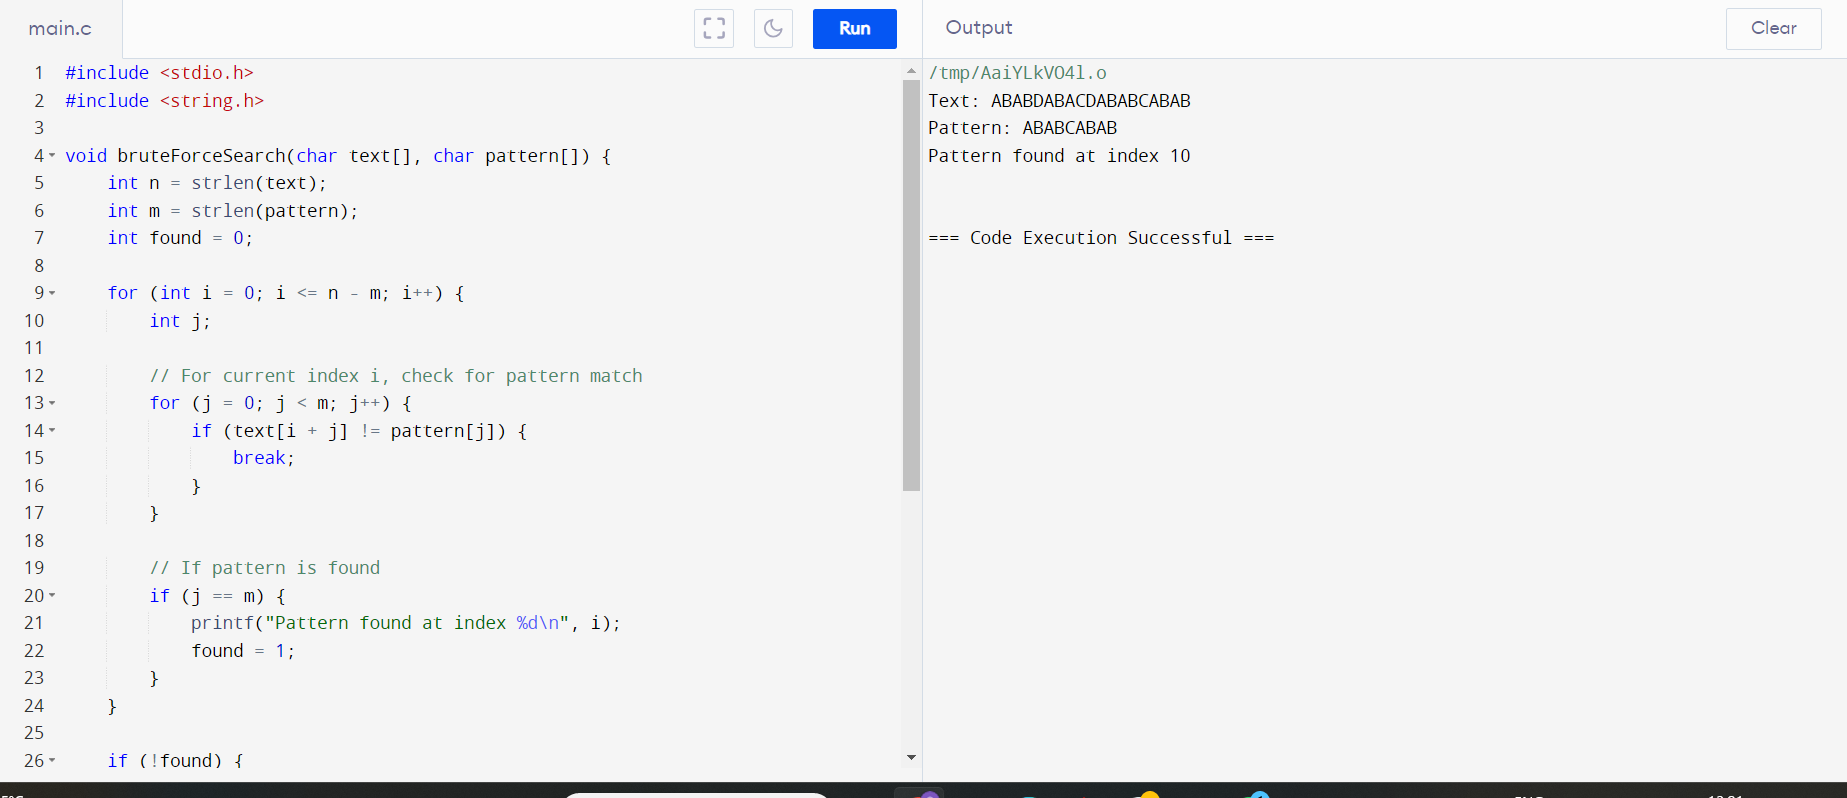 main.c
Run
1 #include <stdio.h>
2 #include <string.h>
3
4 void bruteForceSearch(char text[], char pattern[]) {
5 int n = strlen(text);
6 int m = strlen(pattern);
7 int found = 0;
8
9 for (int i = 0; i <= n - m; i++) {
10 int j;
11
12 // For current index i, check for pattern match
13 for (j = 0; j < m; j++) {
14 if (text[i + j] != pattern[j]) {
15 break;
16 }
17 }
18
19 // If pattern is found
20 if (j == m) {
21 printf("Pattern found at index %d\n", i);
22 found = 1;
23 }
24 }
25
26 if (!found) {
Output
Clear
/tmp/AaiYLkVO4l.o
Text: ABABDABACDABABCABAB
Pattern: ABABCABAB
Pattern found at index 10
=== Code Execution Successful ===